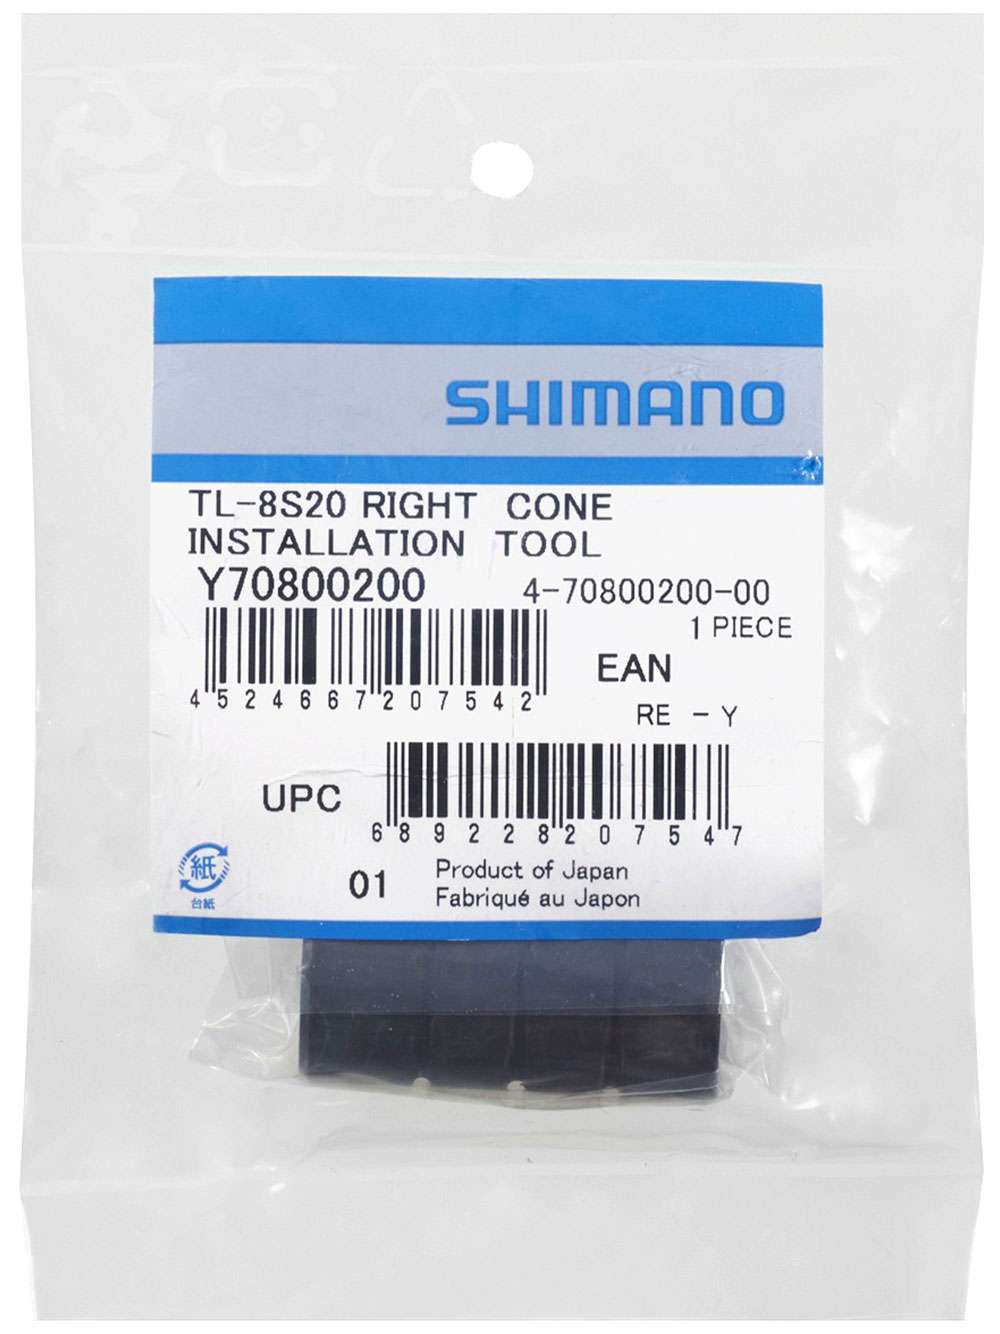 SHIMANO
TL-8S20 RIGHT CONE
INSTALLATION TOOL
Y70800200 4-70800200-00
1 PIECE
4524667207542 EAN
RE - Y
UPC 689228207547
紙
台紙
01
Product of Japan
Fabriqué au Japon